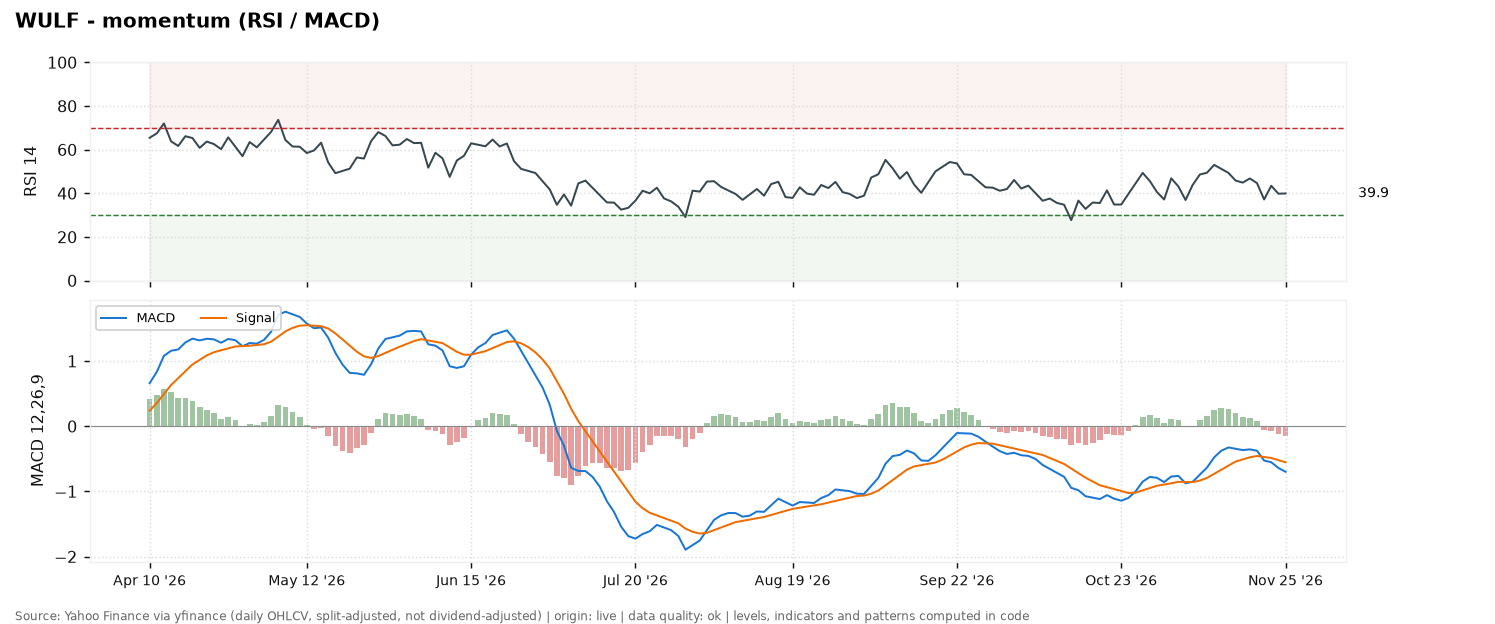 WULF - momentum (RSI / MACD)
100
80
60
40
20
0
RSI 14
39.9
MACD
Signal
1
0
−1
−2
MACD 12,26,9
Apr 10 '26
May 12 '26
Jun 15 '26
Jul 20 '26
Aug 19 '26
Sep 22 '26
Oct 23 '26
Nov 25 '26
Source: Yahoo Finance via yfinance (daily OHLCV, split-adjusted, not dividend-adjusted) | origin: live | data quality: ok | levels, indicators and patterns computed in code